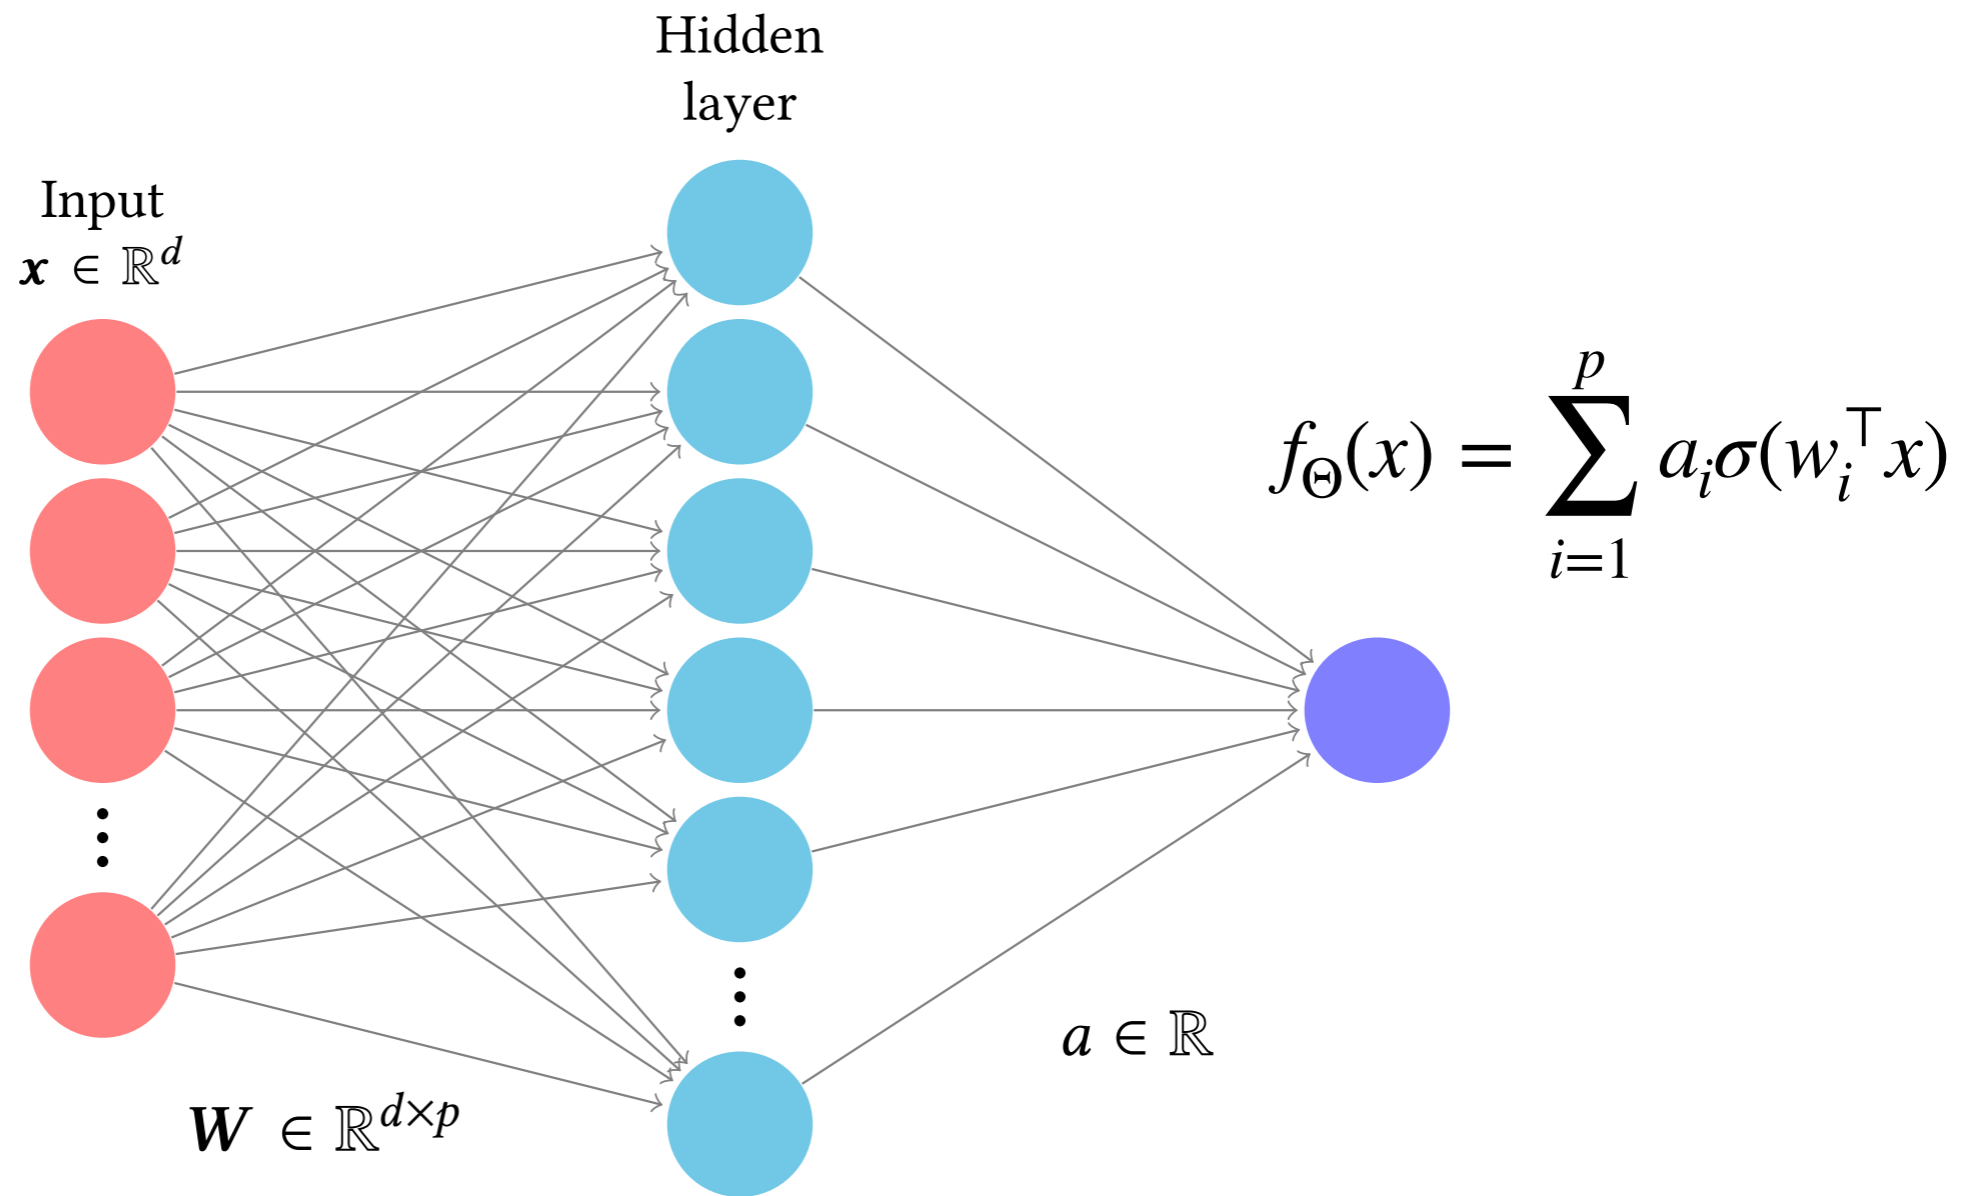 Hidden
layer
Input
𝒙 ∈ ℝ^d
f_Θ(x) = ∑_{i=1}^{p} a_i σ(w_i^⊤ x)
a ∈ ℝ
𝑾 ∈ ℝ^{d×p}